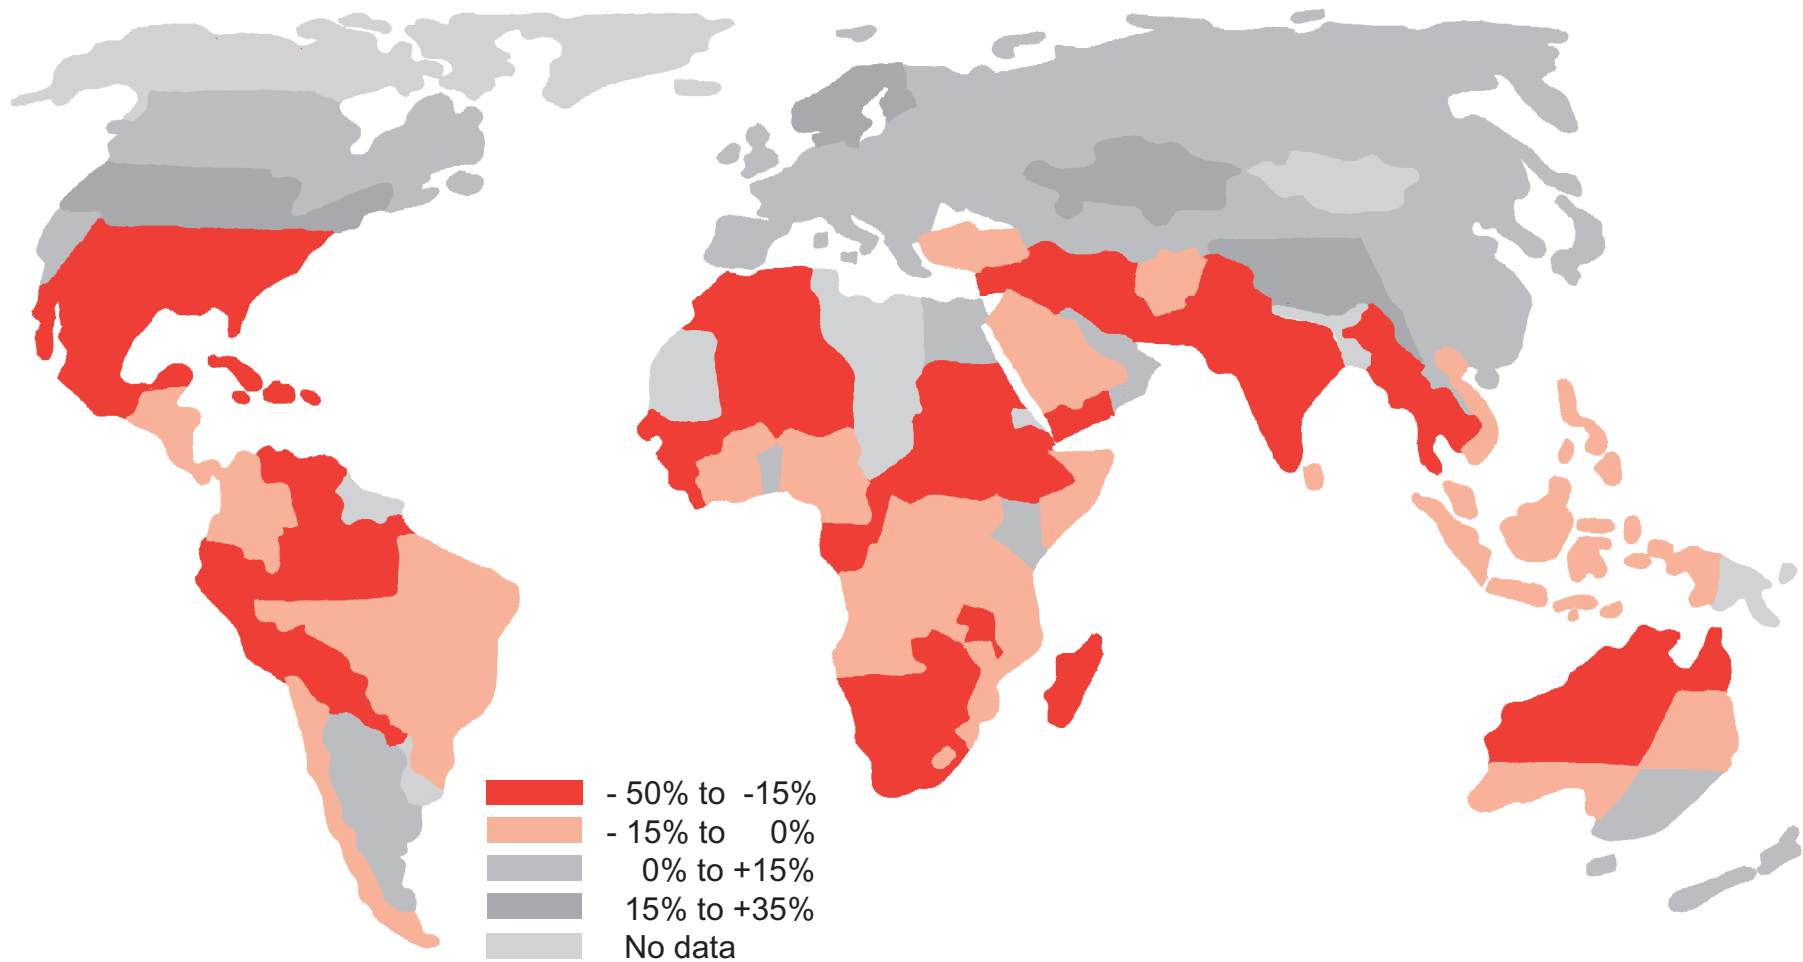 - 50% to -15%
- 15% to 0%
0% to +15%
15% to +35%
No data